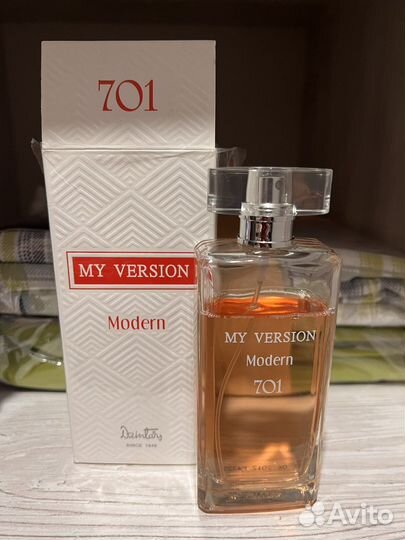 701
MY VERSION
Modern
Dzintars
SINCE 1849
MY VERSION
Modern
701
Avito